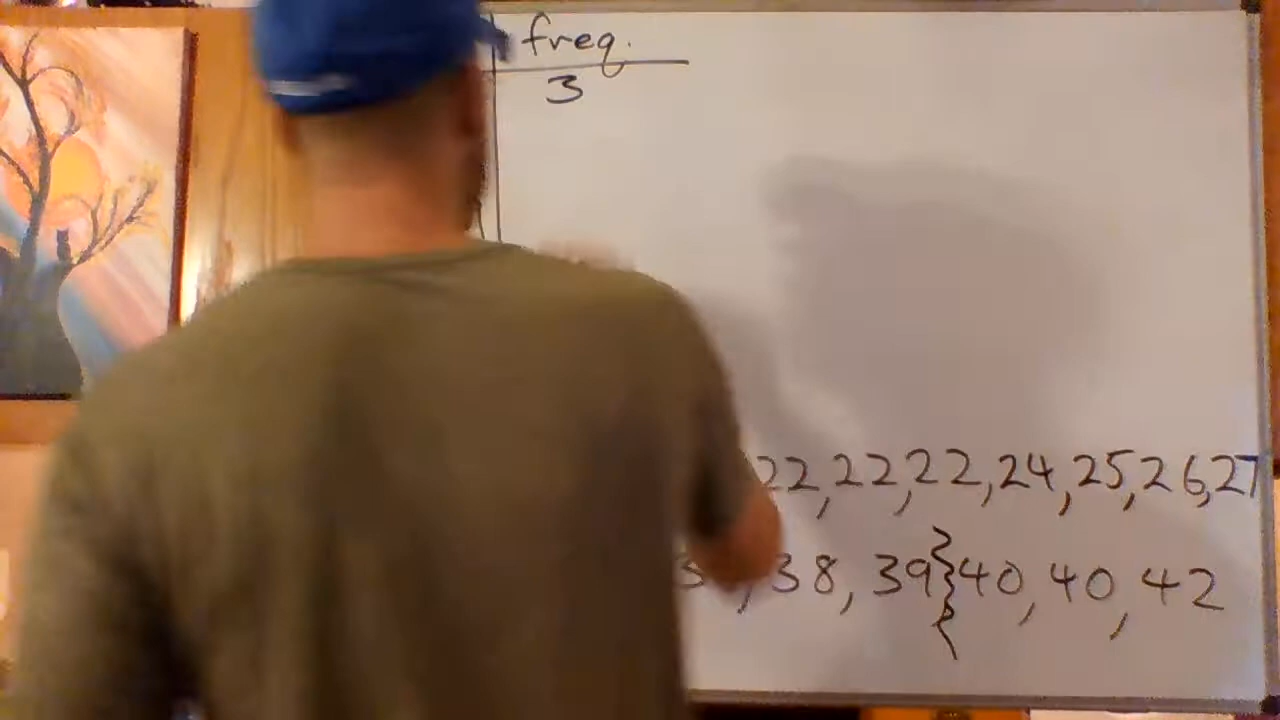 freq.
3
22, 22, 22, 24, 25, 26, 27
38, 39 } 40, 40, 42